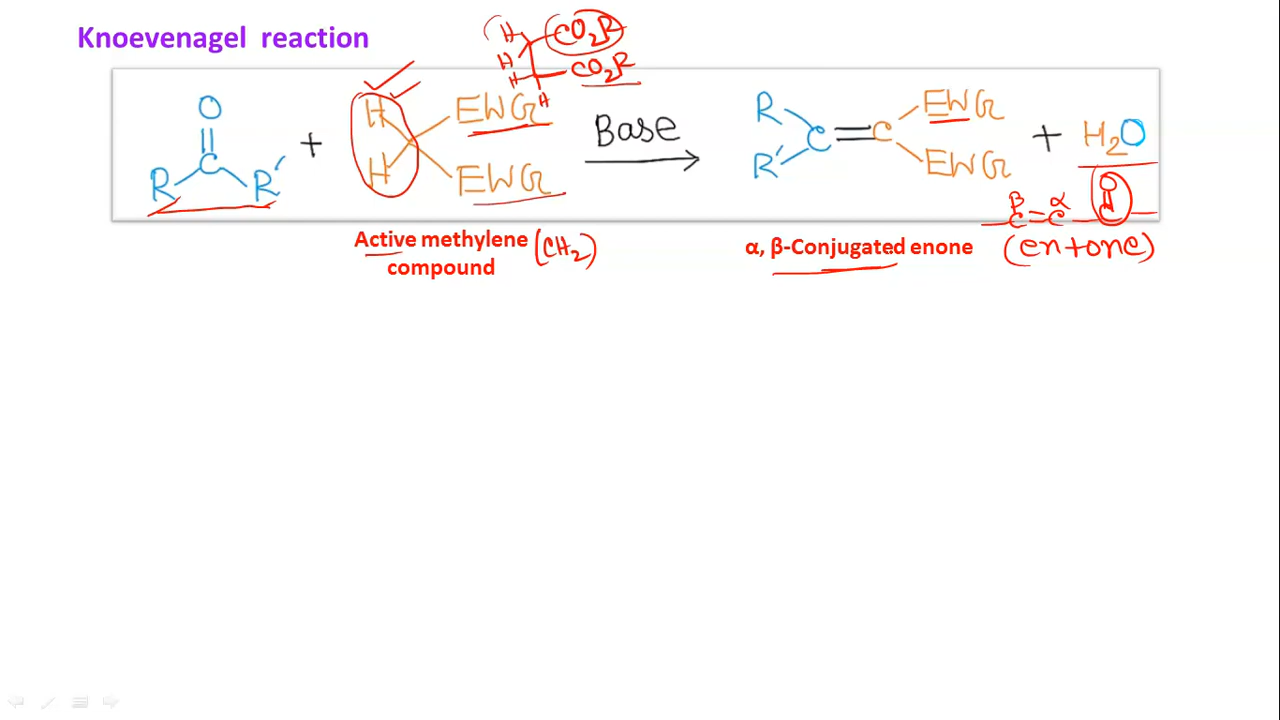 Knoevenagel reaction
H CO2R
H
H CO2R
H
O
C
R R′
+
H EWG
H EWG
Base
R EWG
C = C
R′ EWG
+ H2O
β α O
C = C C
Active methylene (CH2)
compound
α, β-Conjugated enone
(en+one)